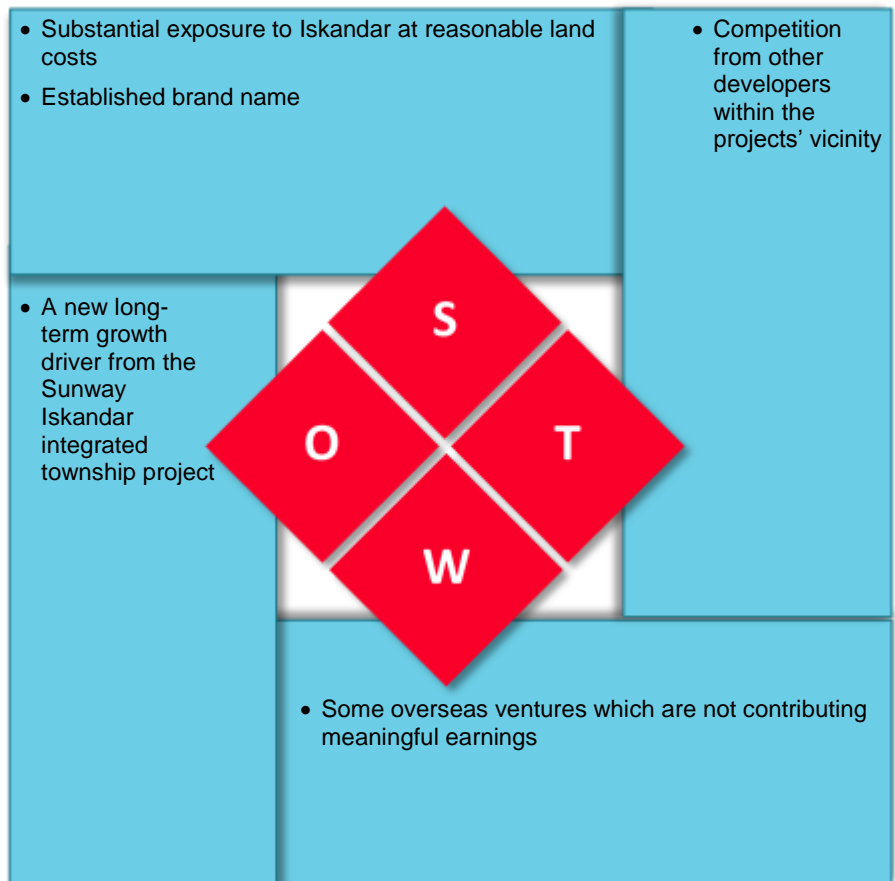 • Substantial exposure to Iskandar at reasonable land
costs
• Established brand name
• Competition
from other
developers
within the
projects’ vicinity
• A new long-
term growth
driver from the
Sunway
Iskandar
integrated
township project
S
O
T
W
• Some overseas ventures which are not contributing
meaningful earnings